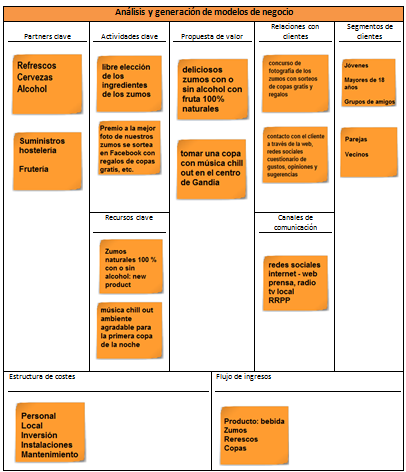 Análisis y generación de modelos de negocio
Partners clave
Refrescos
Cervezas
Alcohol
Suministros
hostelería
Frutería
Actividades clave
libre elección
de los
ingredientes
de los zumos
Premio a la mejor
foto de nuestros
zumos se sortea
en Facebook con
regalos de copas
gratis, etc.
Recursos clave
Zumos
naturales 100 %
con o sin
alcohol: new
product
música chill out
ambiente
agradable para
la primera copa
de la noche
Propuesta de valor
deliciosos
zumos con o
sin alcohol con
fruta 100%
naturales
tomar una copa
con música chill
out en el centro
de Gandia
Relaciones con
clientes
concurso de
fotografía de los
zumos con sorteos
de copas gratis y
regalos
contacto con el cliente
a través de la web,
redes sociales
cuestionario de
gustos, opiniones y
sugerencias
Canales de
comunicación
redes sociales
internet - web
prensa, radio
tv local
RRPP
Segmentos de
clientes
Jóvenes
Mayores de 18
años
Grupos de amigos
Parejas
Vecinos
Estructura de costes
Personal
Local
Inversión
Instalaciones
Mantenimiento
Flujo de ingresos
Producto: bebida
Zumos
Rerescos
Copas